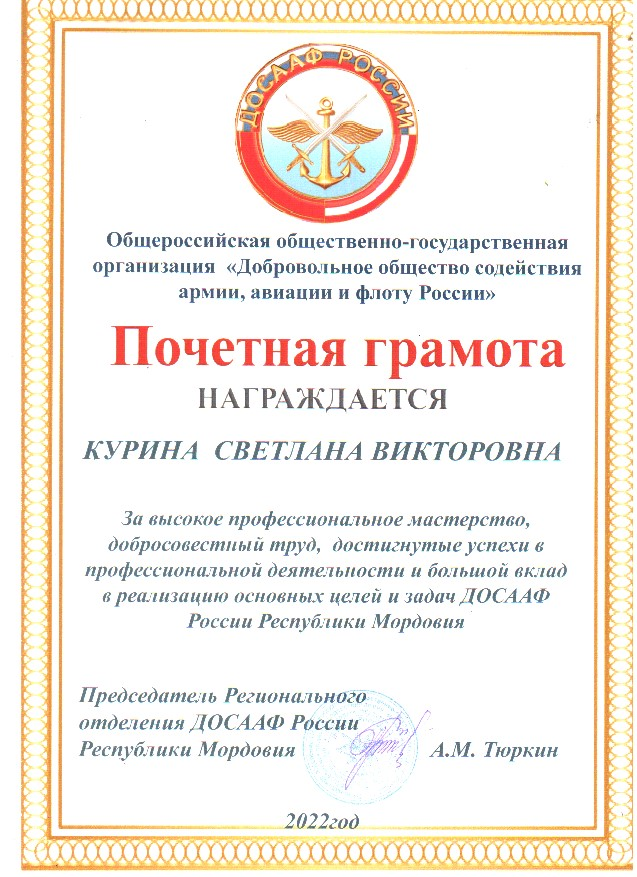 ДОСААФ РОССИИ
Общероссийская общественно-государственная
организация «Добровольное общество содействия
армии, авиации и флоту России»
Почетная грамота
НАГРАЖДАЕТСЯ
КУРИНА СВЕТЛАНА ВИКТОРОВНА
За высокое профессиональное мастерство,
добросовестный труд, достигнутые успехи в
профессиональной деятельности и большой вклад
в реализацию основных целей и задач ДОСААФ
России Республики Мордовия
Председатель Регионального
отделения ДОСААФ России
Республики Мордовия А.М. Тюркин
2022год